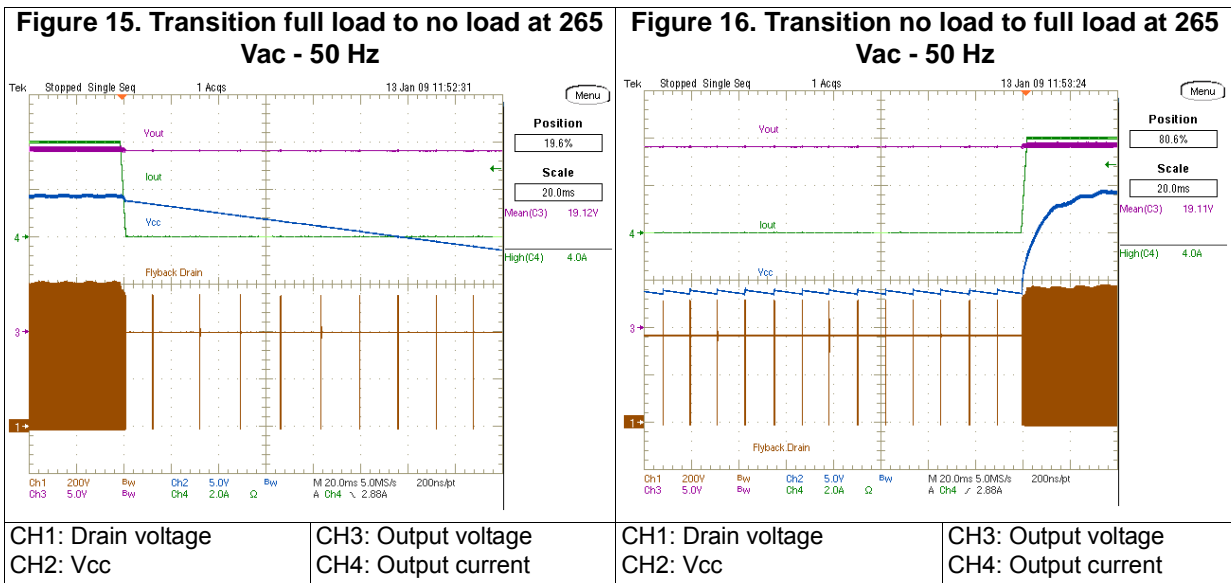 Figure 15. Transition full load to no load at 265
Vac - 50 Hz
Tek Stopped Single Seq 1 Acqs 13 Jan 09 11:52:31
Menu
Position
19.6%
Scale
20.0ms
Mean(C3) 19.12V
High(C4) 4.0A
Vout
Iout
Vcc
Flyback Drain
4
3
1
Ch1 200V Bw Ch2 5.0V Bw M 20.0ms 5.0MS/s 200ns/pt
Ch3 5.0V Bw Ch4 2.0A Ω A Ch4 \ 2.88A
CH1: Drain voltage
CH2: Vcc
CH3: Output voltage
CH4: Output current
Figure 16. Transition no load to full load at 265
Vac - 50 Hz
Tek Stopped Single Seq 1 Acqs 13 Jan 09 11:53:24
Menu
Position
80.6%
Scale
20.0ms
Mean(C3) 19.11V
High(C4) 4.0A
Vout
Iout
Vcc
Flyback Drain
4
3
1
Ch1 200V Bw Ch2 5.0V Bw M 20.0ms 5.0MS/s 200ns/pt
Ch3 5.0V Bw Ch4 2.0A Ω A Ch4 / 2.88A
CH1: Drain voltage
CH2: Vcc
CH3: Output voltage
CH4: Output current